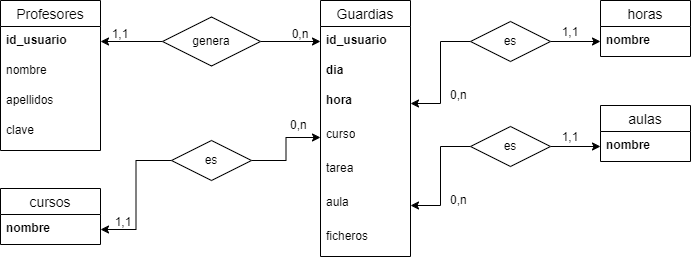 Profesores
id_usuario
nombre
apellidos
clave
1,1
genera
0,n
Guardias
id_usuario
dia
hora
curso
tarea
aula
ficheros
es
1,1
0,n
horas
nombre
es
1,1
0,n
aulas
nombre
0,n
es
1,1
cursos
nombre